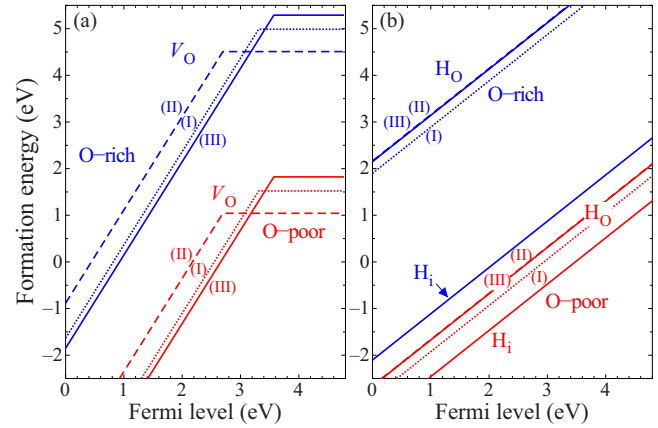 (a)
(b)
5
4
3
2
1
0
−1
−2
Formation energy (eV)
V_O
(II)
(I)
(III)
O−rich
V_O
O−poor
(II)
(I)
(III)
0 1 2 3 4
Fermi level (eV)
H_O
(II)
(III)
(I)
O−rich
H_O
(II)
(III)
(I)
H_i
O−poor
H_i
0 1 2 3 4
Fermi level (eV)